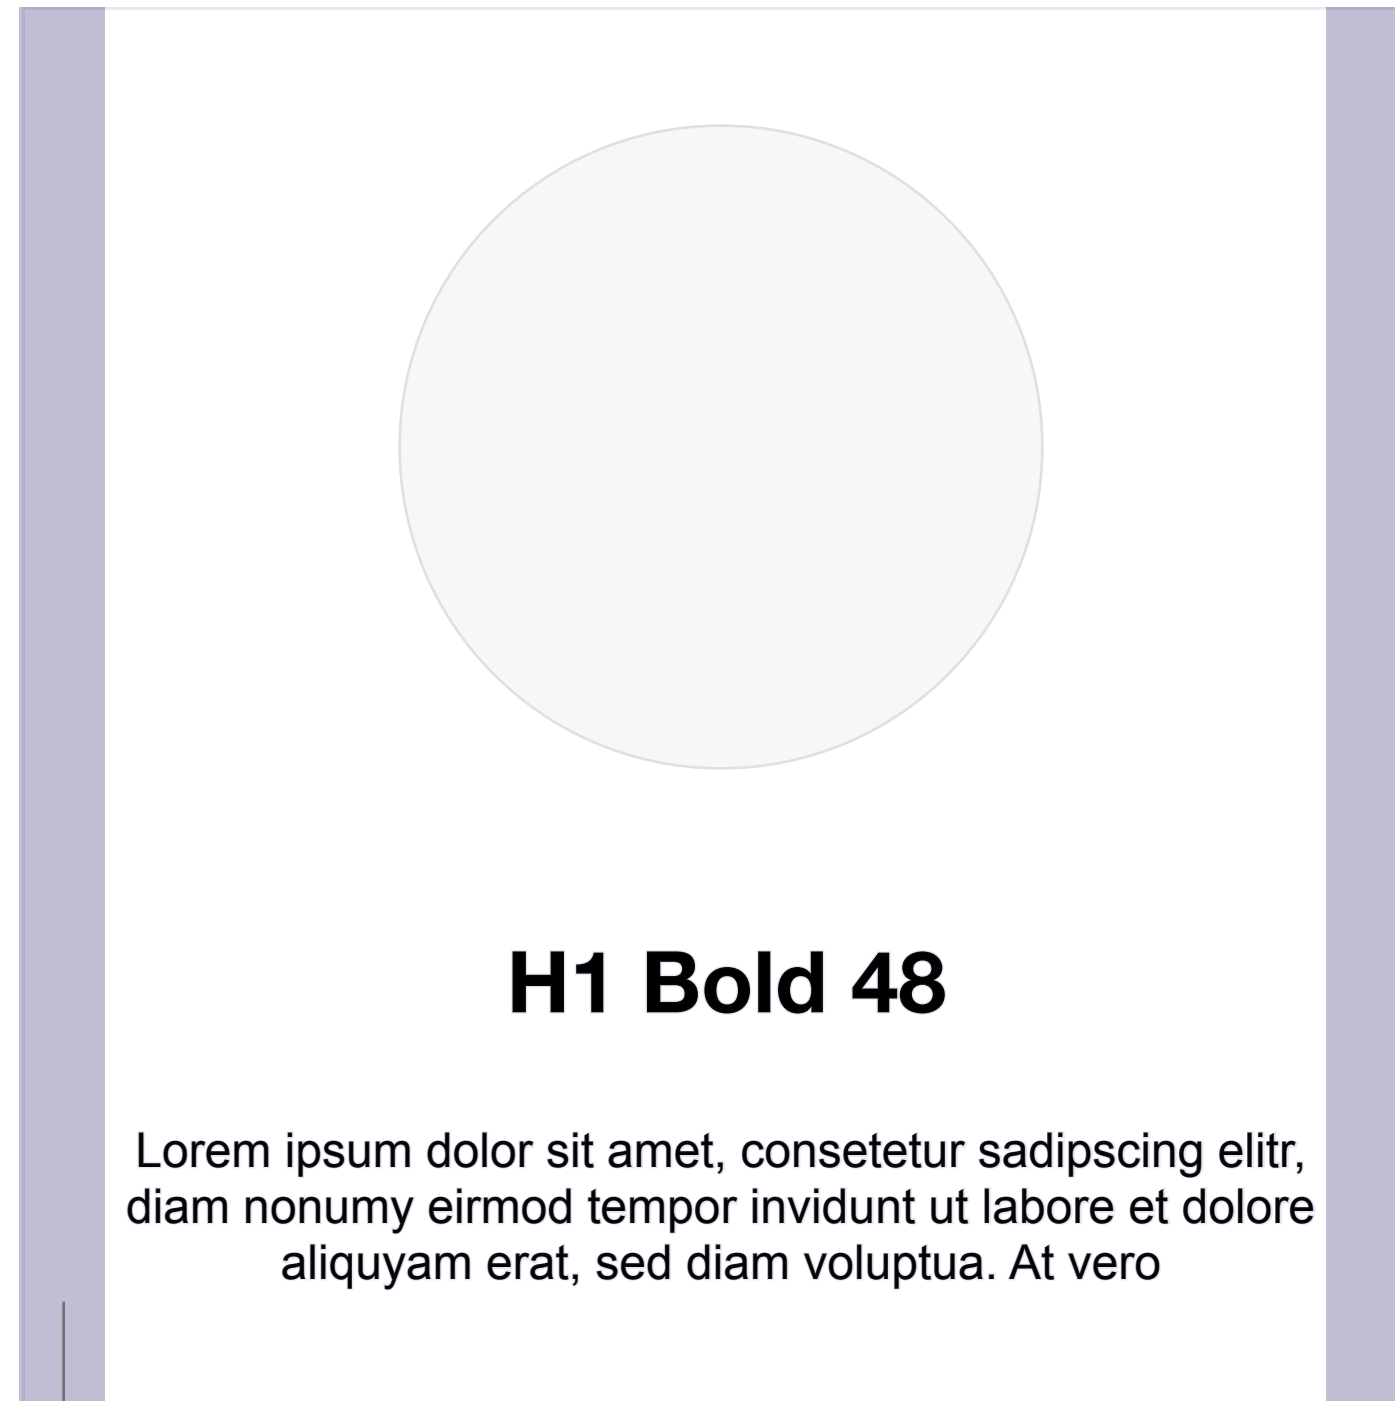 H1 Bold 48
Lorem ipsum dolor sit amet, consetetur sadipscing elitr,
diam nonumy eirmod tempor invidunt ut labore et dolore
aliquyam erat, sed diam voluptua. At vero